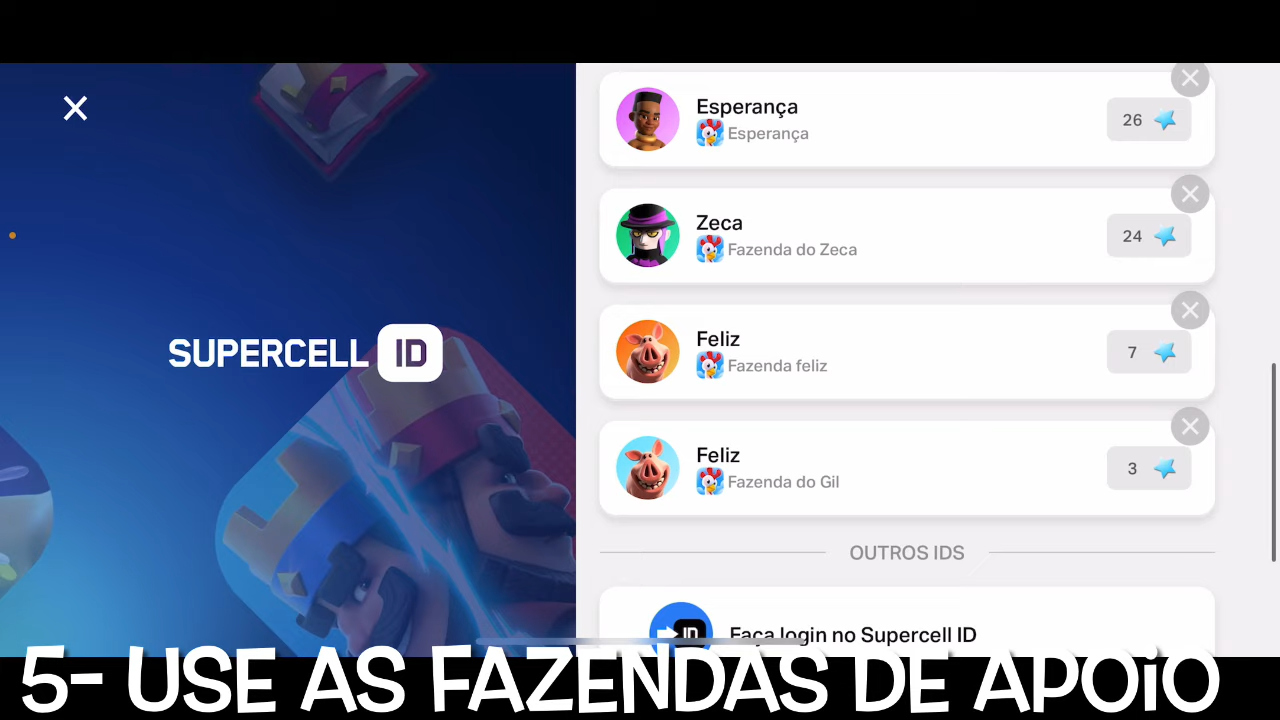 Esperança
Esperança
26
Zeca
Fazenda do Zeca
24
SUPERCELL ID
Feliz
Fazenda feliz
7
Feliz
Fazenda do Gil
3
OUTROS IDS
ID
Faça login no Supercell ID
5- USE AS FAZENDAS DE APOiO